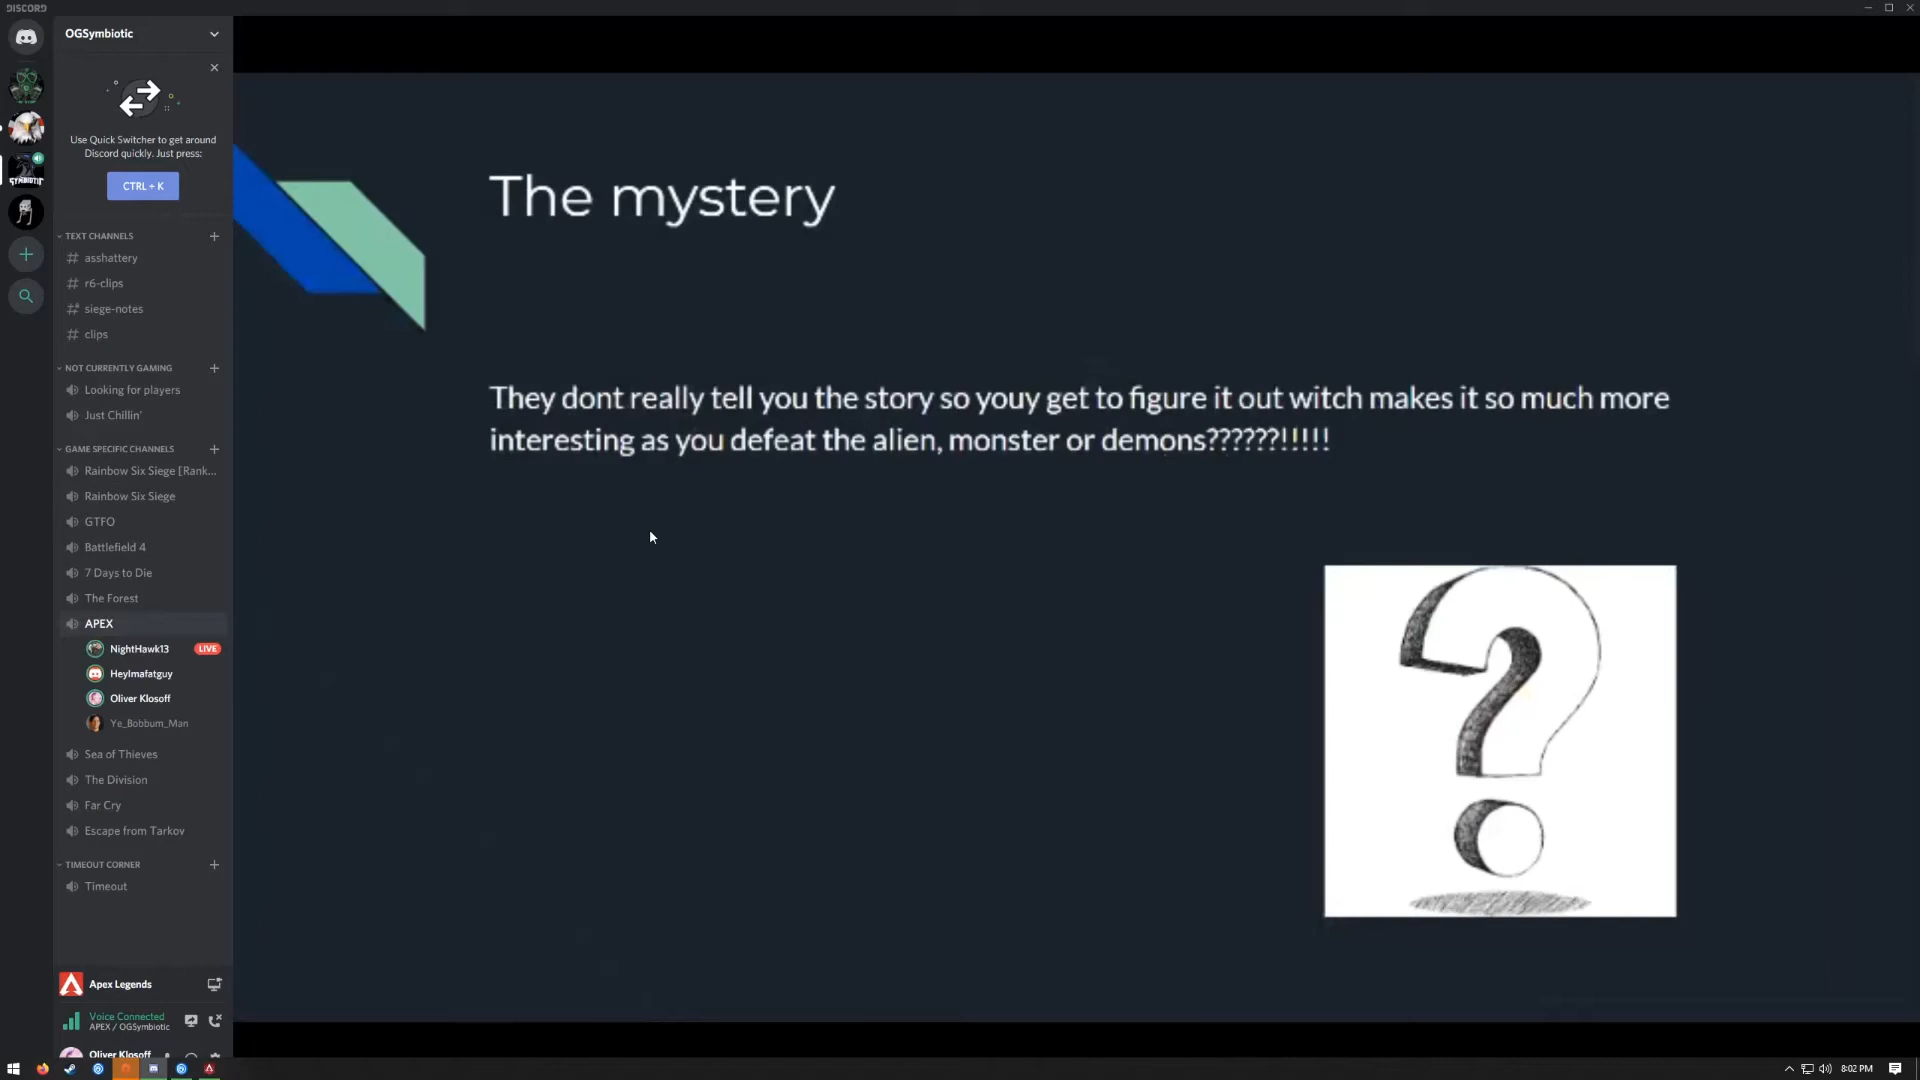 DISCORD
OGSymbiotic
Use Quick Switcher to get around
Discord quickly. Just press:
CTRL + K
TEXT CHANNELS
asshattery
r6-clips
siege-notes
clips
NOT CURRENTLY GAMING
Looking for players
Just Chillin'
GAME SPECIFIC CHANNELS
Rainbow Six Siege [Rank...
Rainbow Six Siege
GTFO
Battlefield 4
7 Days to Die
The Forest
APEX
NightHawk13 LIVE
HeyImafatguy
Oliver Klosoff
Ye_Bobbum_Man
Sea of Thieves
The Division
Far Cry
Escape from Tarkov
TIMEOUT CORNER
Timeout
Apex Legends
Voice Connected
APEX / OGSymbiotic
Oliver Klosoff
The mystery
They dont really tell you the story so youy get to figure it out witch makes it so much more
interesting as you defeat the alien, monster or demons??????!!!!!
8:02 PM